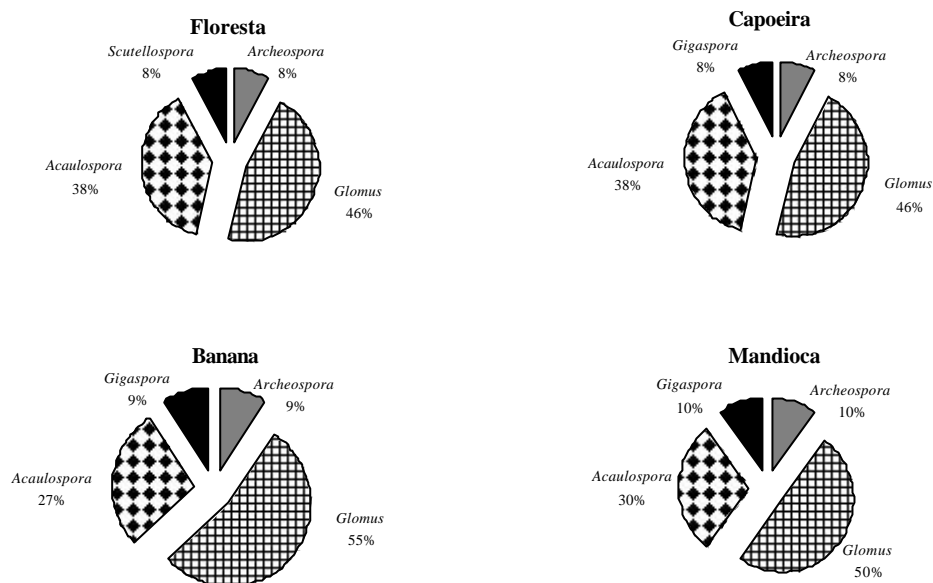 Floresta
Scutellospora
8%
Archeospora
8%
Acaulospora
38%
Glomus
46%
Capoeira
Gigaspora
8%
Archeospora
8%
Acaulospora
38%
Glomus
46%
Banana
Gigaspora
9%
Archeospora
9%
Acaulospora
27%
Glomus
55%
Mandioca
Gigaspora
10%
Archeospora
10%
Acaulospora
30%
Glomus
50%